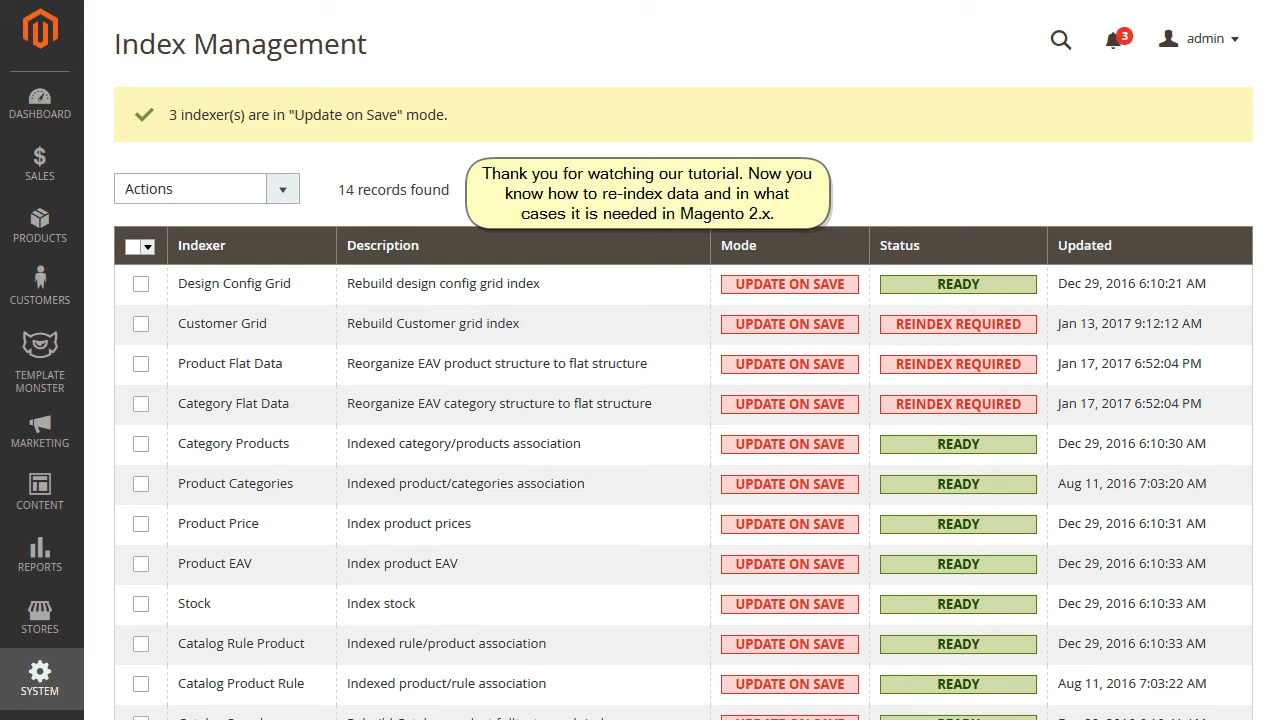 Index Management
3
admin
3 indexer(s) are in "Update on Save" mode.
Actions
14 records found
Thank you for watching our tutorial. Now you
know how to re-index data and in what
cases it is needed in Magento 2.x.
DASHBOARD
SALES
PRODUCTS
CUSTOMERS
TEMPLATE
MONSTER
MARKETING
CONTENT
REPORTS
STORES
SYSTEM
Indexer Description Mode Status Updated
Design Config Grid Rebuild design config grid index UPDATE ON SAVE READY Dec 29, 2016 6:10:21 AM
Customer Grid Rebuild Customer grid index UPDATE ON SAVE REINDEX REQUIRED Jan 13, 2017 9:12:12 AM
Product Flat Data Reorganize EAV product structure to flat structure UPDATE ON SAVE REINDEX REQUIRED Jan 17, 2017 6:52:04 PM
Category Flat Data Reorganize EAV category structure to flat structure UPDATE ON SAVE REINDEX REQUIRED Jan 17, 2017 6:52:04 PM
Category Products Indexed category/products association UPDATE ON SAVE READY Dec 29, 2016 6:10:30 AM
Product Categories Indexed product/categories association UPDATE ON SAVE READY Aug 11, 2016 7:03:20 AM
Product Price Index product prices UPDATE ON SAVE READY Dec 29, 2016 6:10:31 AM
Product EAV Index product EAV UPDATE ON SAVE READY Dec 29, 2016 6:10:33 AM
Stock Index stock UPDATE ON SAVE READY Dec 29, 2016 6:10:33 AM
Catalog Rule Product Indexed rule/product association UPDATE ON SAVE READY Dec 29, 2016 6:10:33 AM
Catalog Product Rule Indexed product/rule association UPDATE ON SAVE READY Aug 11, 2016 7:03:22 AM